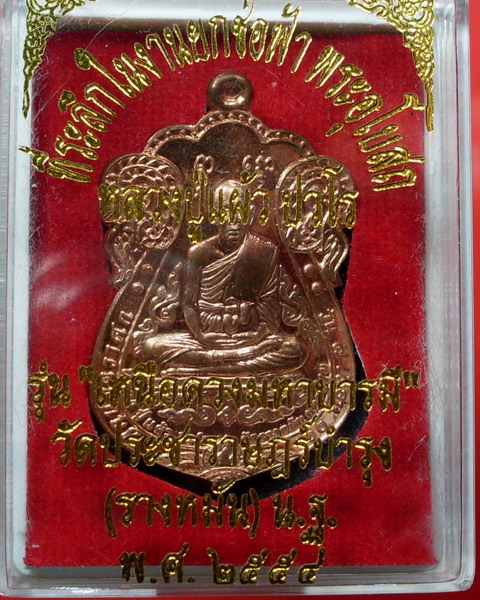 ที่ระลึกในงานยกช่อฟ้า พระอุโบสถ
หลวงปู่แผ้ว ปวโร
รุ่น "เหนือดวงมหาบารมี"
วัดประชาราษฎร์บำรุง
(รางหมัน) น.ฐ.
พ.ศ. ๒๕๕๔